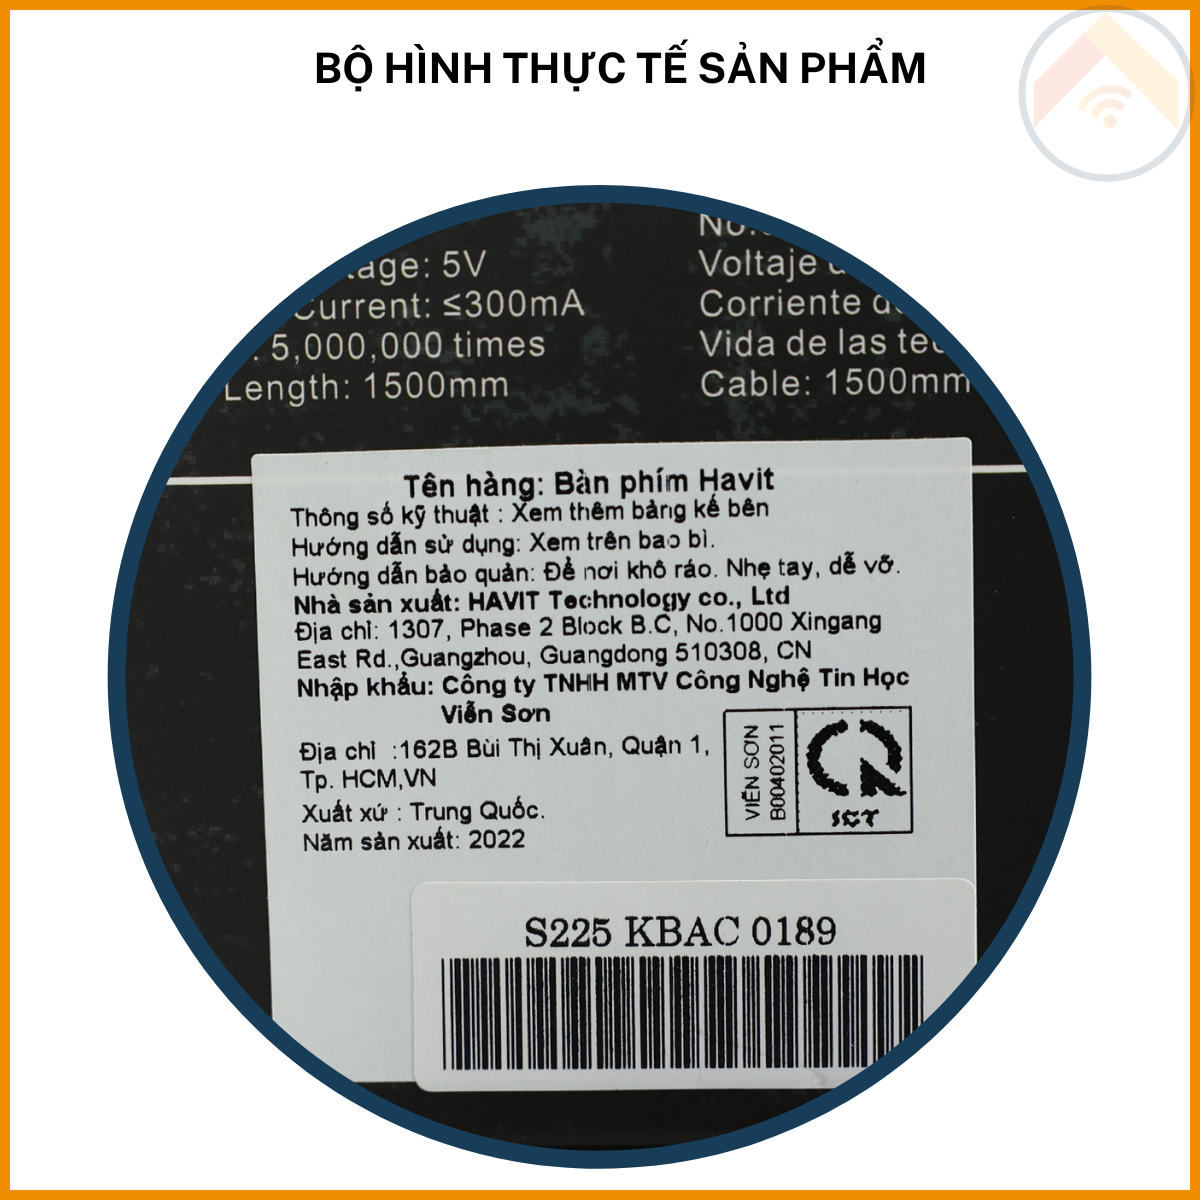 BỘ HÌNH THỰC TẾ SẢN PHẨM
5V
Current: ≤300mA
5,000,000 times
Length: 1500mm
Voltaje
Corriente
Vida de las
Cable: 1500mm
Tên hàng: Bàn phím Havit
Thông số kỹ thuật : Xem thêm bảng kế bên
Hướng dẫn sử dụng: Xem trên bao bì.
Hướng dẫn bảo quản: Để nơi khô ráo. Nhẹ tay, dễ vỡ.
Nhà sản xuất: HAVIT Technology co., Ltd
Địa chỉ: 1307, Phase 2 Block B.C, No.1000 Xingang
East Rd.,Guangzhou, Guangdong 510308, CN
Nhập khẩu: Công ty TNHH MTV Công Nghệ Tin Học
Viễn Sơn
Địa chỉ :162B Bùi Thị Xuân, Quận 1,
Tp. HCM,VN
Xuất xứ : Trung Quốc.
Năm sản xuất: 2022
VIỄN SƠN
B00402011
ICT
S225 KBAC 0189